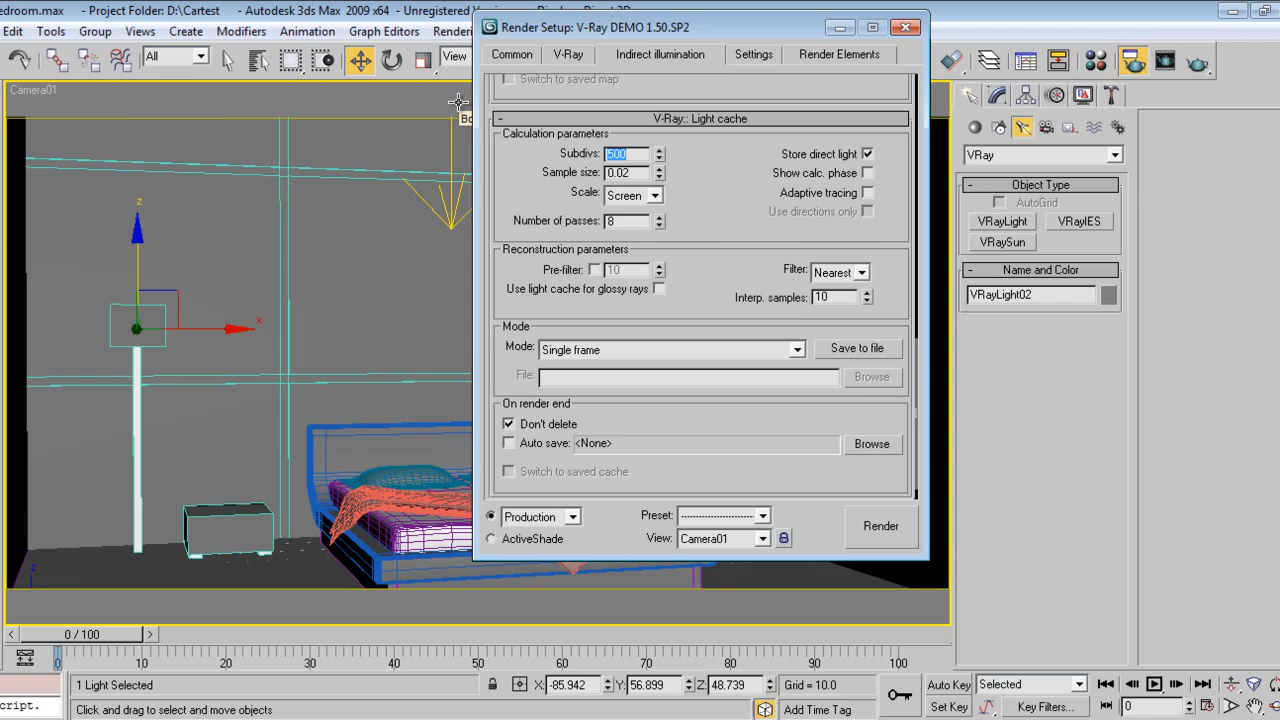 edroom.max - Project Folder: D:\Cartest - Autodesk 3ds Max 2009 x64 - Unregistered
Render Setup: V-Ray DEMO 1.50.SP2
Edit Tools Group Views Create Modifiers Animation Graph Editors
Common V-Ray Indirect illumination Settings Render Elements
All View
Switch to saved map
Camera01
V-Ray:: Light cache
Calculation parameters
Subdivs: 500 Store direct light
Sample size: 0.02 Show calc. phase
Scale: Screen Adaptive tracing
Use directions only
Number of passes: 8
VRay
Object Type
AutoGrid
VRayLight VRayIES
VRaySun
Name and Color
VRayLight02
z
x
Reconstruction parameters
Pre-filter: 10 Filter: Nearest
Use light cache for glossy rays
Interp. samples: 10
Mode
Mode: Single frame Save to file
File: Browse
On render end
Don't delete
Auto save: <None> Browse
Switch to saved cache
Production Preset: --------------------
Render
ActiveShade View: Camera01
z
< 0 / 100 >
0 10 20 30 40 50 60 70 80 90 100
1 Light Selected X: -85.942 Y: 56.899 Z: 48.739 Grid = 10.0 Auto Key Selected
cript. Click and drag to select and move objects Add Time Tag Set Key Key Filters... 0